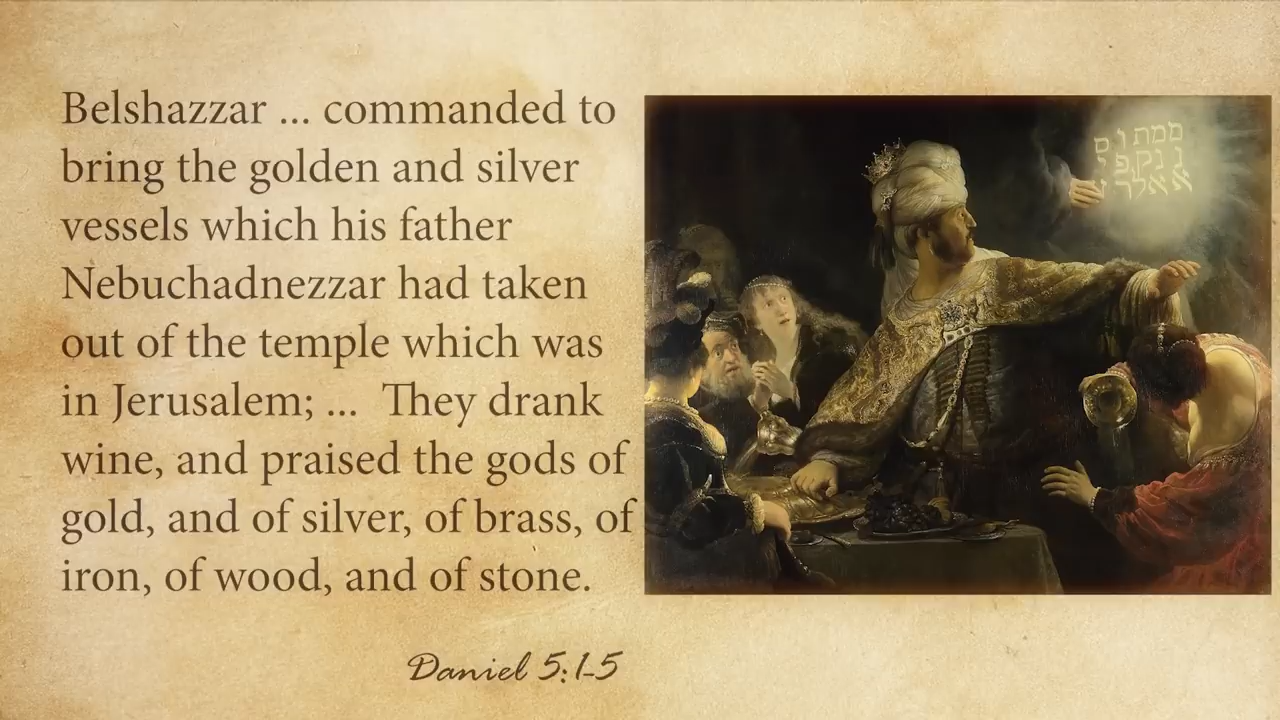 Belshazzar ... commanded to
bring the golden and silver
vessels which his father
Nebuchadnezzar had taken
out of the temple which was
in Jerusalem; ... They drank
wine, and praised the gods of
gold, and of silver, of brass, of
iron, of wood, and of stone.
Daniel 5:1-5
ממתוס
ננקפי